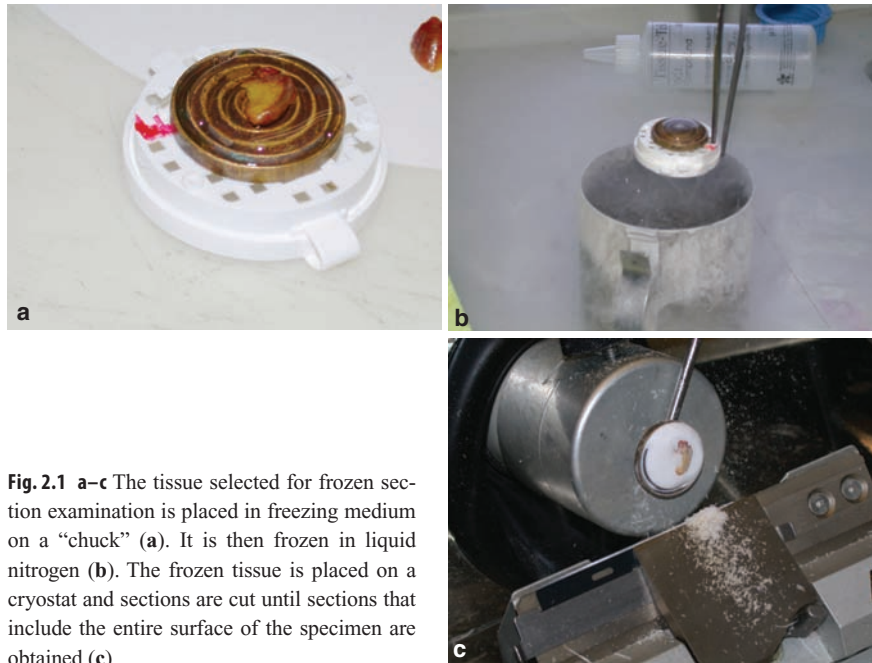 a
b
Tissue-Te
c
Fig. 2.1 a–c The tissue selected for frozen sec-
tion examination is placed in freezing medium
on a “chuck” (a). It is then frozen in liquid
nitrogen (b). The frozen tissue is placed on a
cryostat and sections are cut until sections that
include the entire surface of the specimen are
obtained (c)